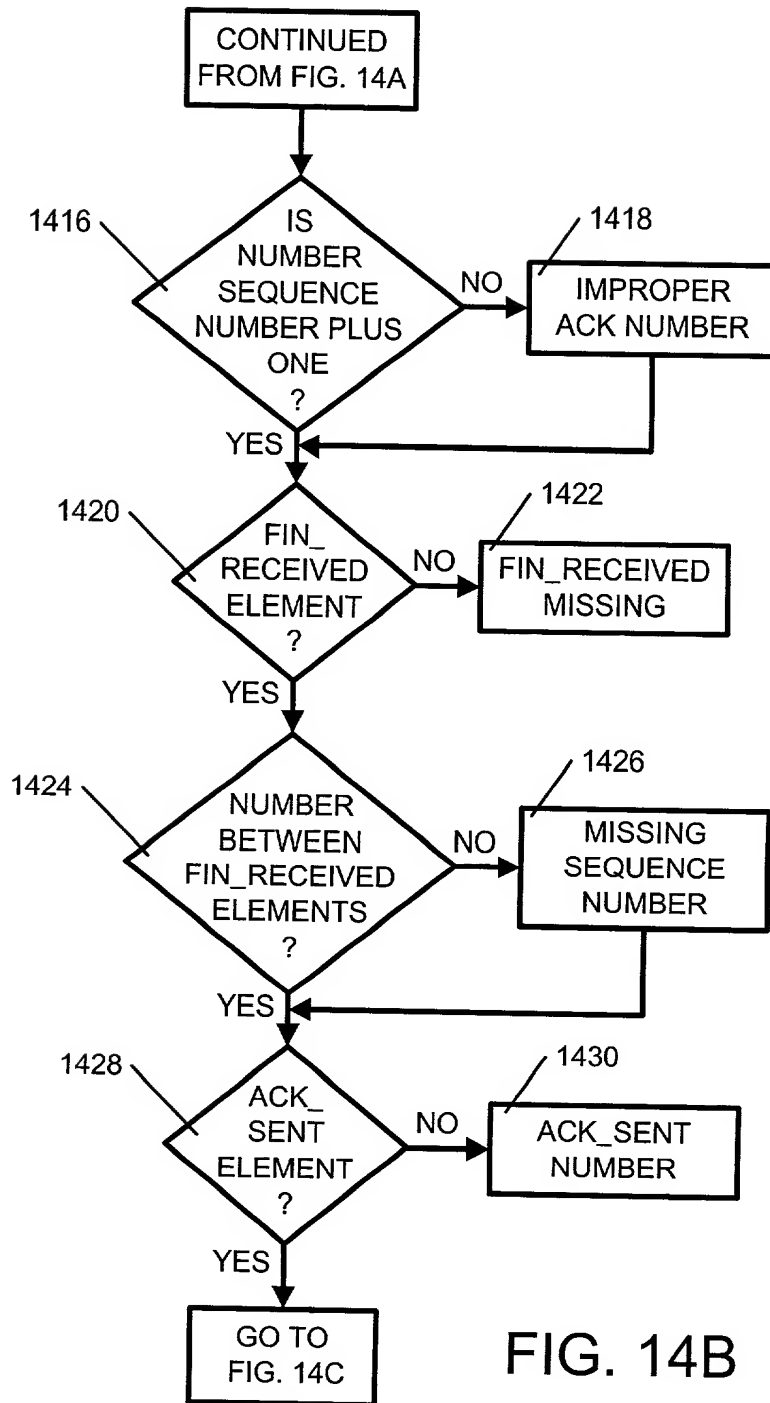 CONTINUED
FROM FIG. 14A
1416
IS
NUMBER
SEQUENCE
NUMBER PLUS
ONE
?
NO
1418
IMPROPER
ACK NUMBER
YES
1420
FIN_
RECEIVED
ELEMENT
?
NO
1422
FIN_RECEIVED
MISSING
YES
1424
NUMBER
BETWEEN
FIN_RECEIVED
ELEMENTS
?
NO
1426
MISSING
SEQUENCE
NUMBER
YES
1428
ACK_
SENT
ELEMENT
?
NO
1430
ACK_SENT
NUMBER
YES
GO TO
FIG. 14C
FIG. 14B